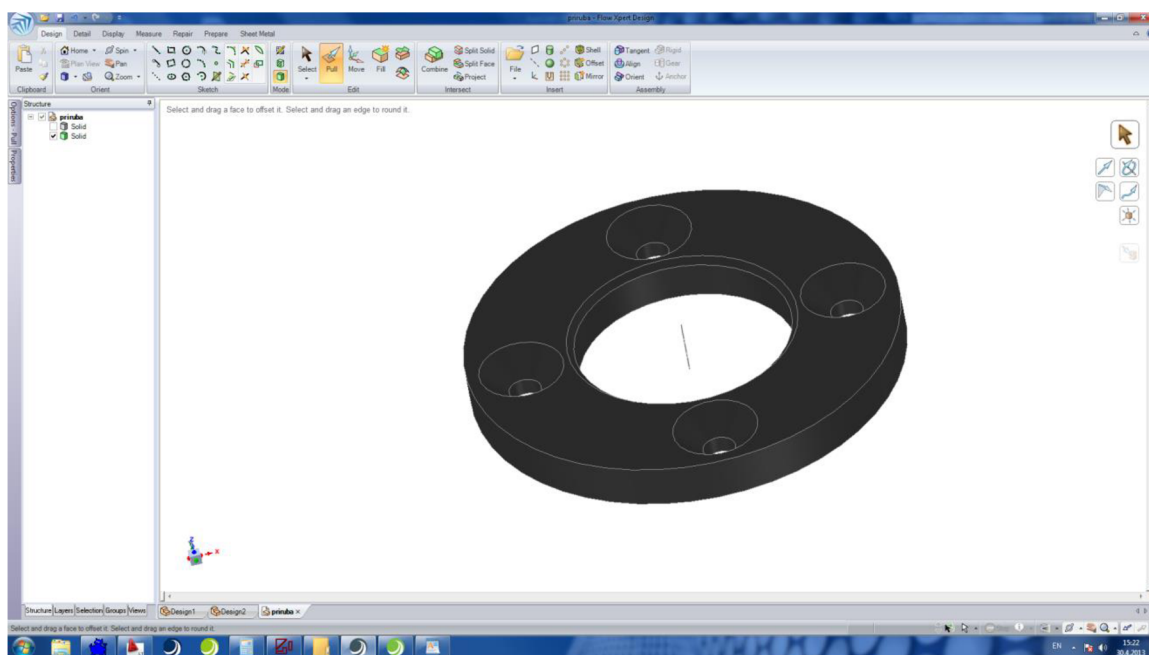 priruba - Flow Xpert Design
Design Detail Display Measure Repair Prepare Sheet Metal
Paste
Home Spin
Plan View Pan
Zoom
Select Pull Move Fill
Combine
Split Solid
Split Face
Project
File
Shell
Offset
Mirror
Tangent Rigid
Align Gear
Orient Anchor
Clipboard Orient Sketch Mode Edit Intersect Insert Assembly
Structure
Options - Pull
Properties
priruba
Solid
Solid
Select and drag a face to offset it. Select and drag an edge to round it.
Z
X
Structure Layers Selection Groups Views
Design1 Design2 priruba
Select and drag a face to offset it. Select and drag an edge to round it.
EN
15:22
30.4.2013